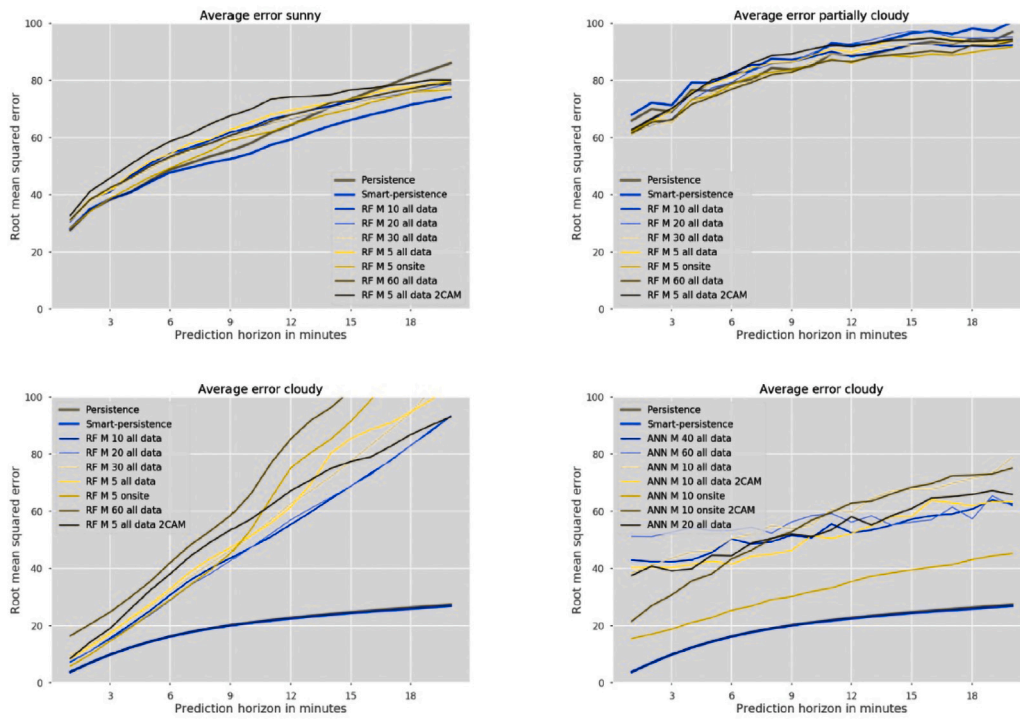 Average error sunny
Root mean squared error
100
80
60
40
20
0
Persistence
Smart-persistence
RF M 10 all data
RF M 20 all data
RF M 30 all data
RF M 5 all data
RF M 5 onsite
RF M 60 all data
RF M 5 all data 2CAM
3 6 9 12 15 18
Prediction horizon in minutes
Average error partially cloudy
Root mean squared error
100
80
60
40
20
0
Persistence
Smart-persistence
RF M 10 all data
RF M 20 all data
RF M 30 all data
RF M 5 all data
RF M 5 onsite
RF M 60 all data
RF M 5 all data 2CAM
3 6 9 12 15 18
Prediction horizon in minutes
Average error cloudy
Root mean squared error
100
80
60
40
20
0
Persistence
Smart-persistence
RF M 10 all data
RF M 20 all data
RF M 30 all data
RF M 5 all data
RF M 5 onsite
RF M 60 all data
RF M 5 all data 2CAM
3 6 9 12 15 18
Prediction horizon in minutes
Average error cloudy
Root mean squared error
100
80
60
40
20
0
Persistence
Smart-persistence
ANN M 40 all data
ANN M 60 all data
ANN M 10 all data
ANN M 10 all data 2CAM
ANN M 10 onsite
ANN M 10 onsite 2CAM
ANN M 20 all data
3 6 9 12 15 18
Prediction horizon in minutes